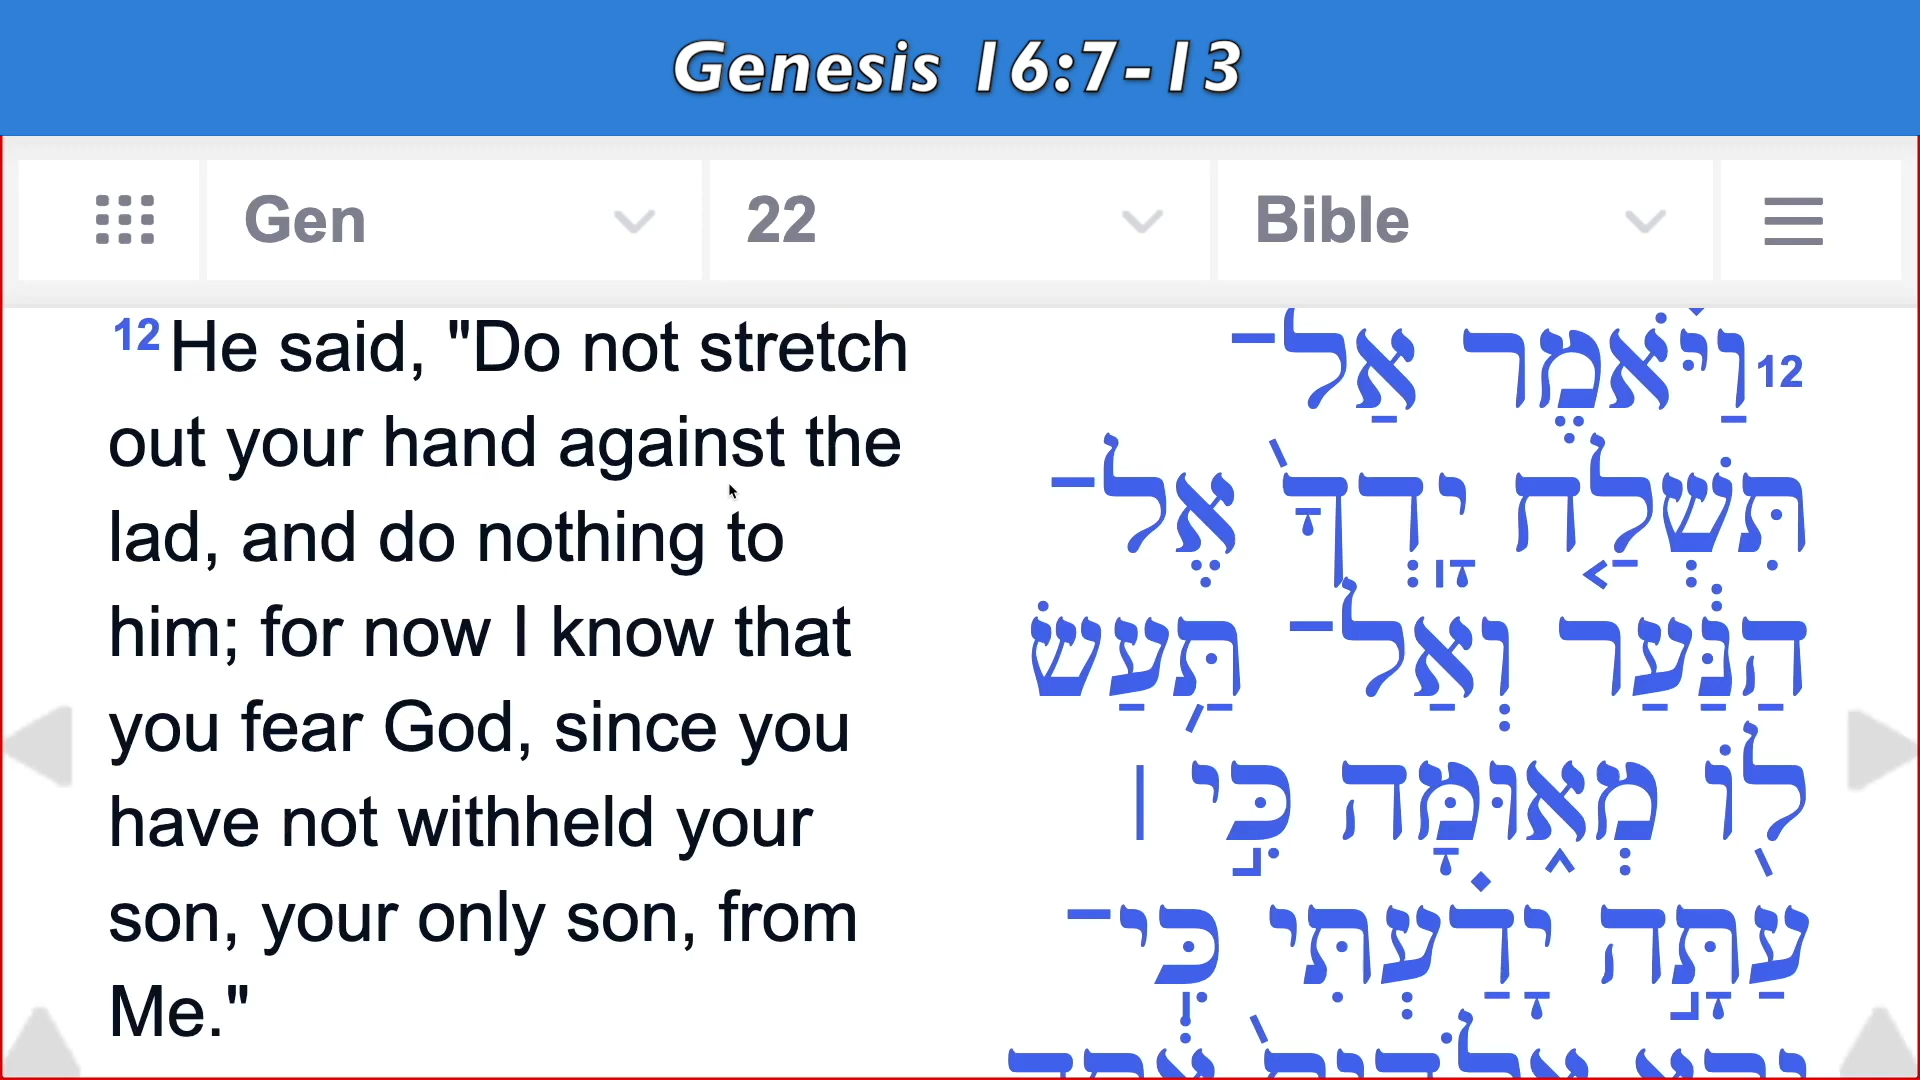 Genesis 16:7-13
Gen 22 Bible
12 He said, "Do not stretch
out your hand against the
lad, and do nothing to
him; for now I know that
you fear God, since you
have not withheld your
son, your only son, from
Me."
12 וַיֹּ֗אמֶר אַל־
תִּשְׁלַ֤ח יָֽדְךָ֙ אֶל־
הַנַּ֔עַר וְאַל־ תַּ֥עַשׂ
ל֖וֹ מְא֑וּמָּה כִּ֣י ׀
עַתָּ֣ה יָדַ֗עְתִּי כִּֽי־